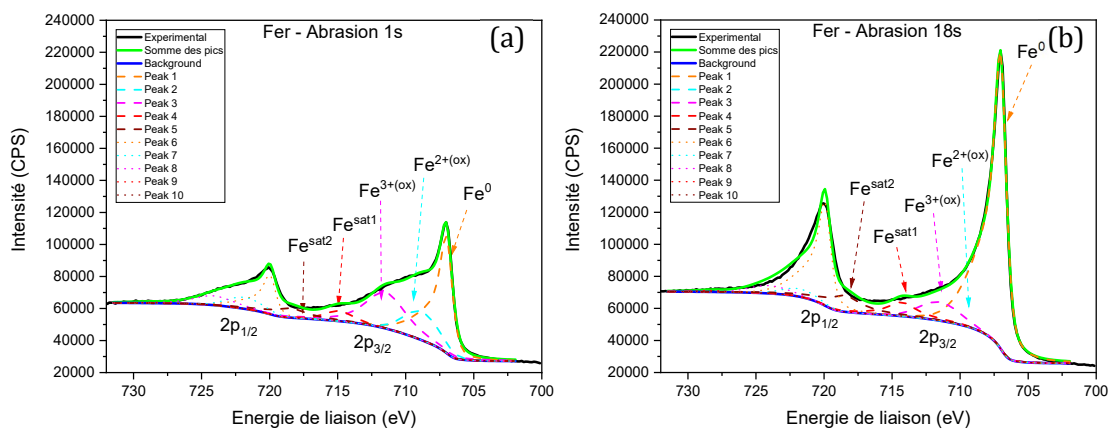 Fer - Abrasion 1s
(a)
Experimental
Somme des pics
Background
Peak 1
Peak 2
Peak 3
Peak 4
Peak 5
Peak 6
Peak 7
Peak 8
Peak 9
Peak 10
Fe2+(ox)
Fe3+(ox)
Fe0
Fesat2
Fesat1
2p1/2
2p3/2
240000
220000
200000
180000
160000
140000
120000
100000
80000
60000
40000
20000
Intensité (CPS)
730 725 720 715 710 705 700
Energie de liaison (eV)
Fer - Abrasion 18s
(b)
Experimental
Somme des pics
Background
Peak 1
Peak 2
Peak 3
Peak 4
Peak 5
Peak 6
Peak 7
Peak 8
Peak 9
Peak 10
Fe0
Fe2+(ox)
Fesat2
Fe3+(ox)
Fesat1
2p1/2
2p3/2
240000
220000
200000
180000
160000
140000
120000
100000
80000
60000
40000
20000
Intensité (CPS)
730 725 720 715 710 705 700
Energie de liaison (eV)